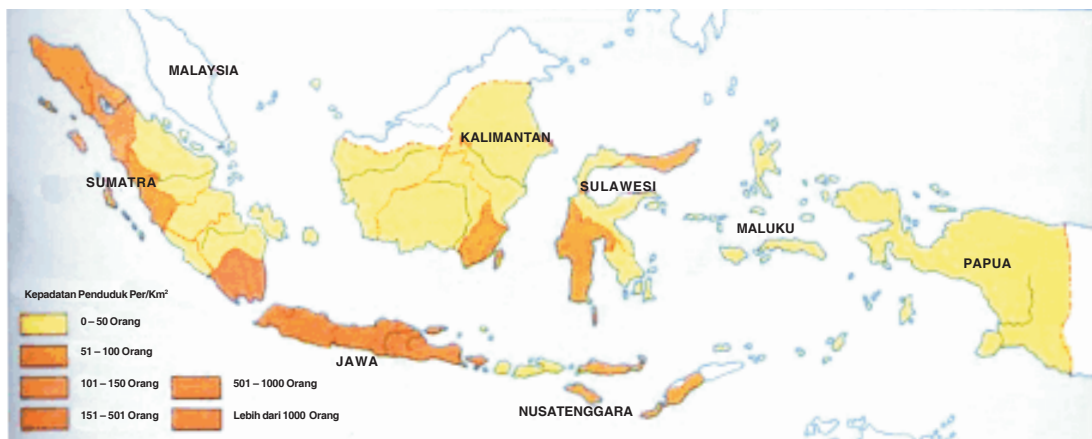 MALAYSIA
KALIMANTAN
SUMATRA
SULAWESI
MALUKU
PAPUA
Kepadatan Penduduk Per/Km²
0 – 50 Orang
51 – 100 Orang
JAWA
101 – 150 Orang
501 – 1000 Orang
NUSATENGGARA
151 – 501 Orang
Lebih dari 1000 Orang